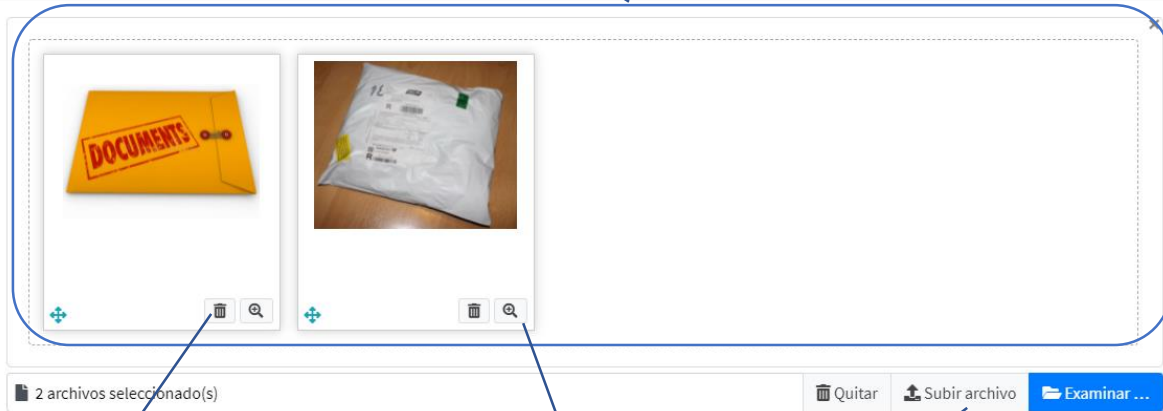 DOCUMENTS
1L
R
R
2 archivos seleccionado(s)
Quitar
Subir archivo
Examinar ...